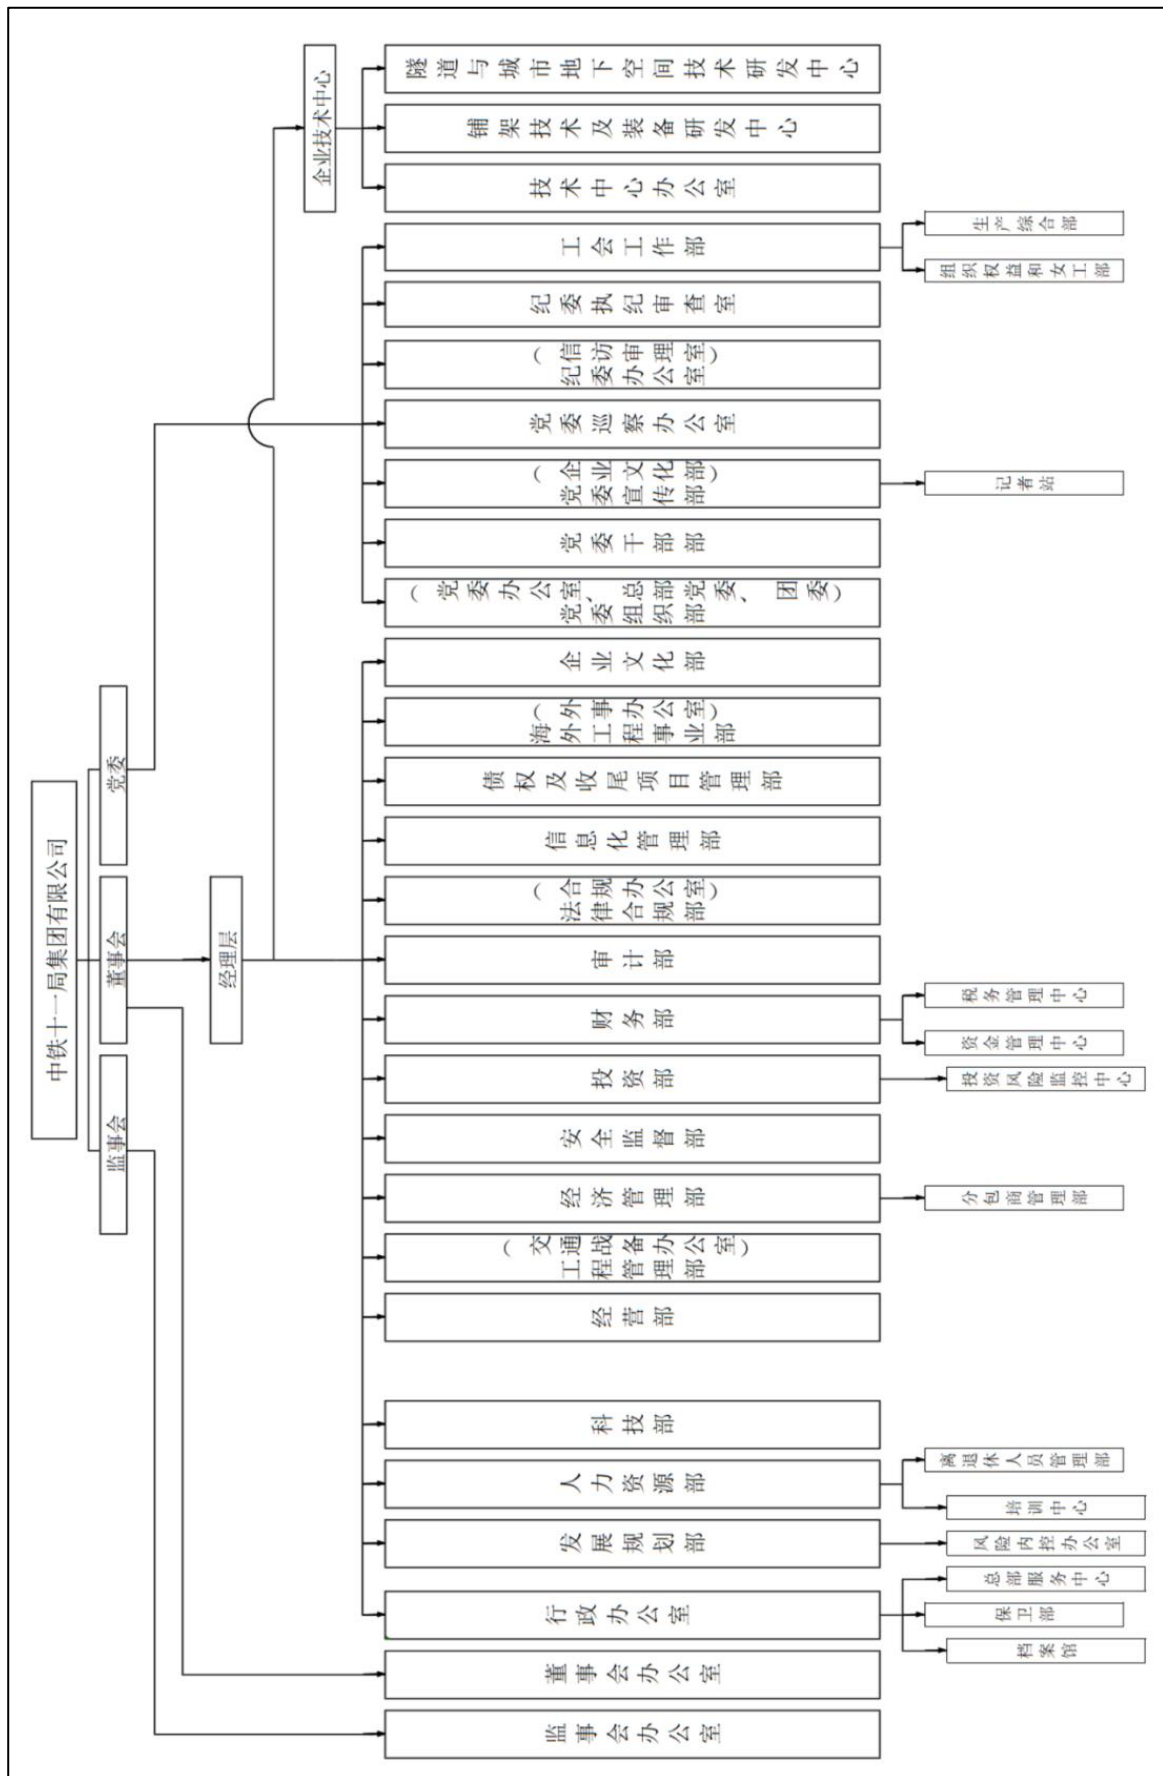 中铁十一局集团有限公司
监事会
董事会
党委
经理层
企业技术中心
监事会办公室
董事会办公室
行政办公室
发展规划部
人力资源部
科技部
经营部
工程管理部
(交通战备办公室)
经济管理部
安全监督部
投资部
财务部
审计部
法律合规部
(合规办公室)
信息化管理部
债权及收尾项目管理部
海外工程事业部
(外事办公室)
企业文化部
党委组织部
(党委办公室、总部党委、团委)
党委干部部
党委宣传部
(企业文化部)
党委巡察办公室
纪委办公室
(信访审理室)
纪委执纪审查室
工会工作部
技术中心办公室
铺架技术及装备研发中心
隧道与城市地下空间技术研发中心
档案馆
保卫部
总部服务中心
风险内控办公室
培训中心
离退休人员管理部
分包商管理部
投资风险监控中心
资金管理中心
税务管理中心
记者站
组织权益和女工部
生产综合部